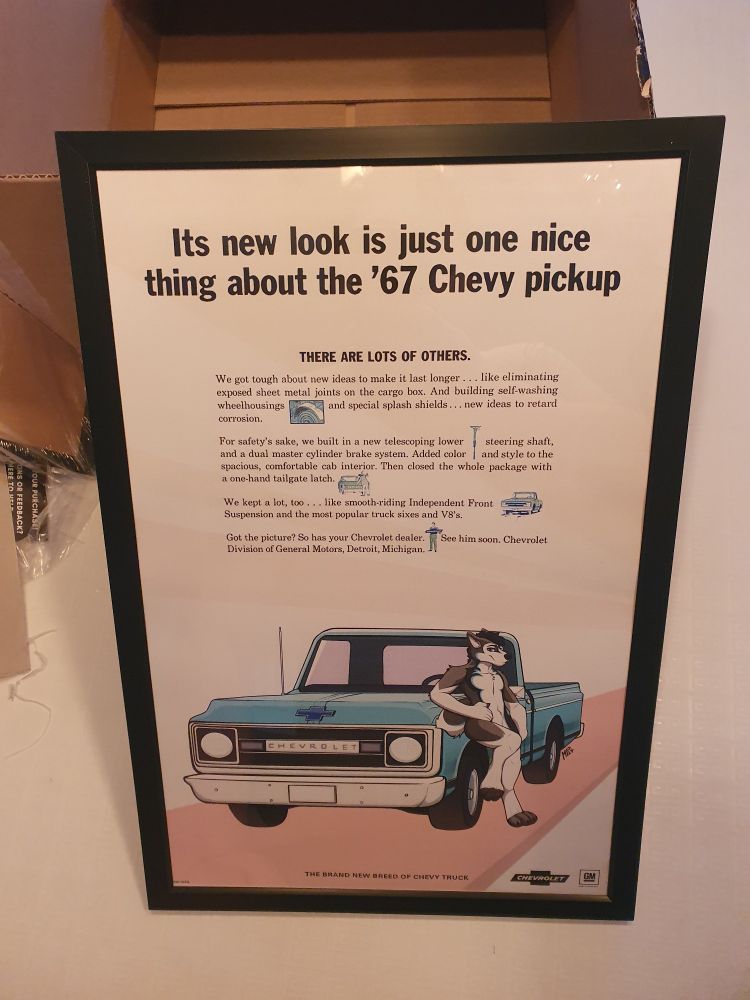 Its new look is just one nice
thing about the '67 Chevy pickup
THERE ARE LOTS OF OTHERS.
We got tough about new ideas to make it last longer . . . like eliminating
exposed sheet metal joints on the cargo box. And building self-washing
wheelhousings and special splash shields . . . new ideas to retard
corrosion.
For safety's sake, we built in a new telescoping lower steering shaft,
and a dual master cylinder brake system. Added color and style to the
spacious, comfortable cab interior. Then closed the whole package with
a one-hand tailgate latch.
We kept a lot, too . . . like smooth-riding Independent Front
Suspension and the most popular truck sixes and V8's.
Got the picture? So has your Chevrolet dealer. See him soon. Chevrolet
Division of General Motors, Detroit, Michigan.
CHEVROLET
THE BRAND NEW BREED OF CHEVY TRUCK
CHEVROLET
GM
OUR PURCHASE!
OR FEEDBACK?